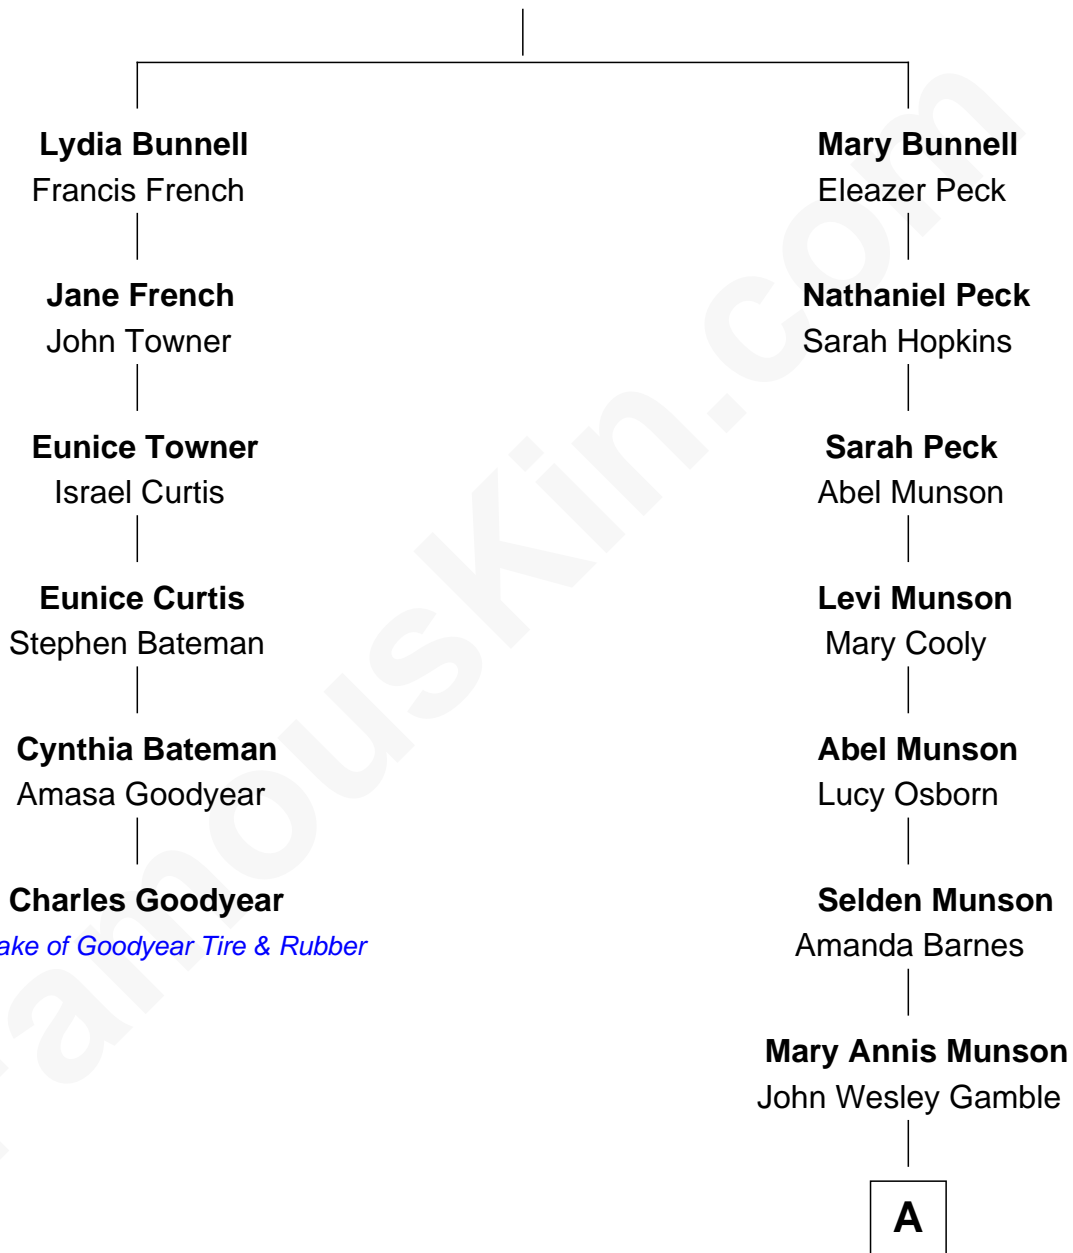 Lydia Bunnell
Francis French
Jane French
John Towner
Eunice Towner
Israel Curtis
Eunice Curtis
Stephen Bateman
Cynthia Bateman
Amasa Goodyear
Charles Goodyear
of Goodyear Tire & Rubber
Mary Bunnell
Eleazer Peck
Nathaniel Peck
Sarah Hopkins
Sarah Peck
Abel Munson
Levi Munson
Mary Cooly
Abel Munson
Lucy Osborn
Selden Munson
Amanda Barnes
Mary Annis Munson
John Wesley Gamble
A
FamousKin.com